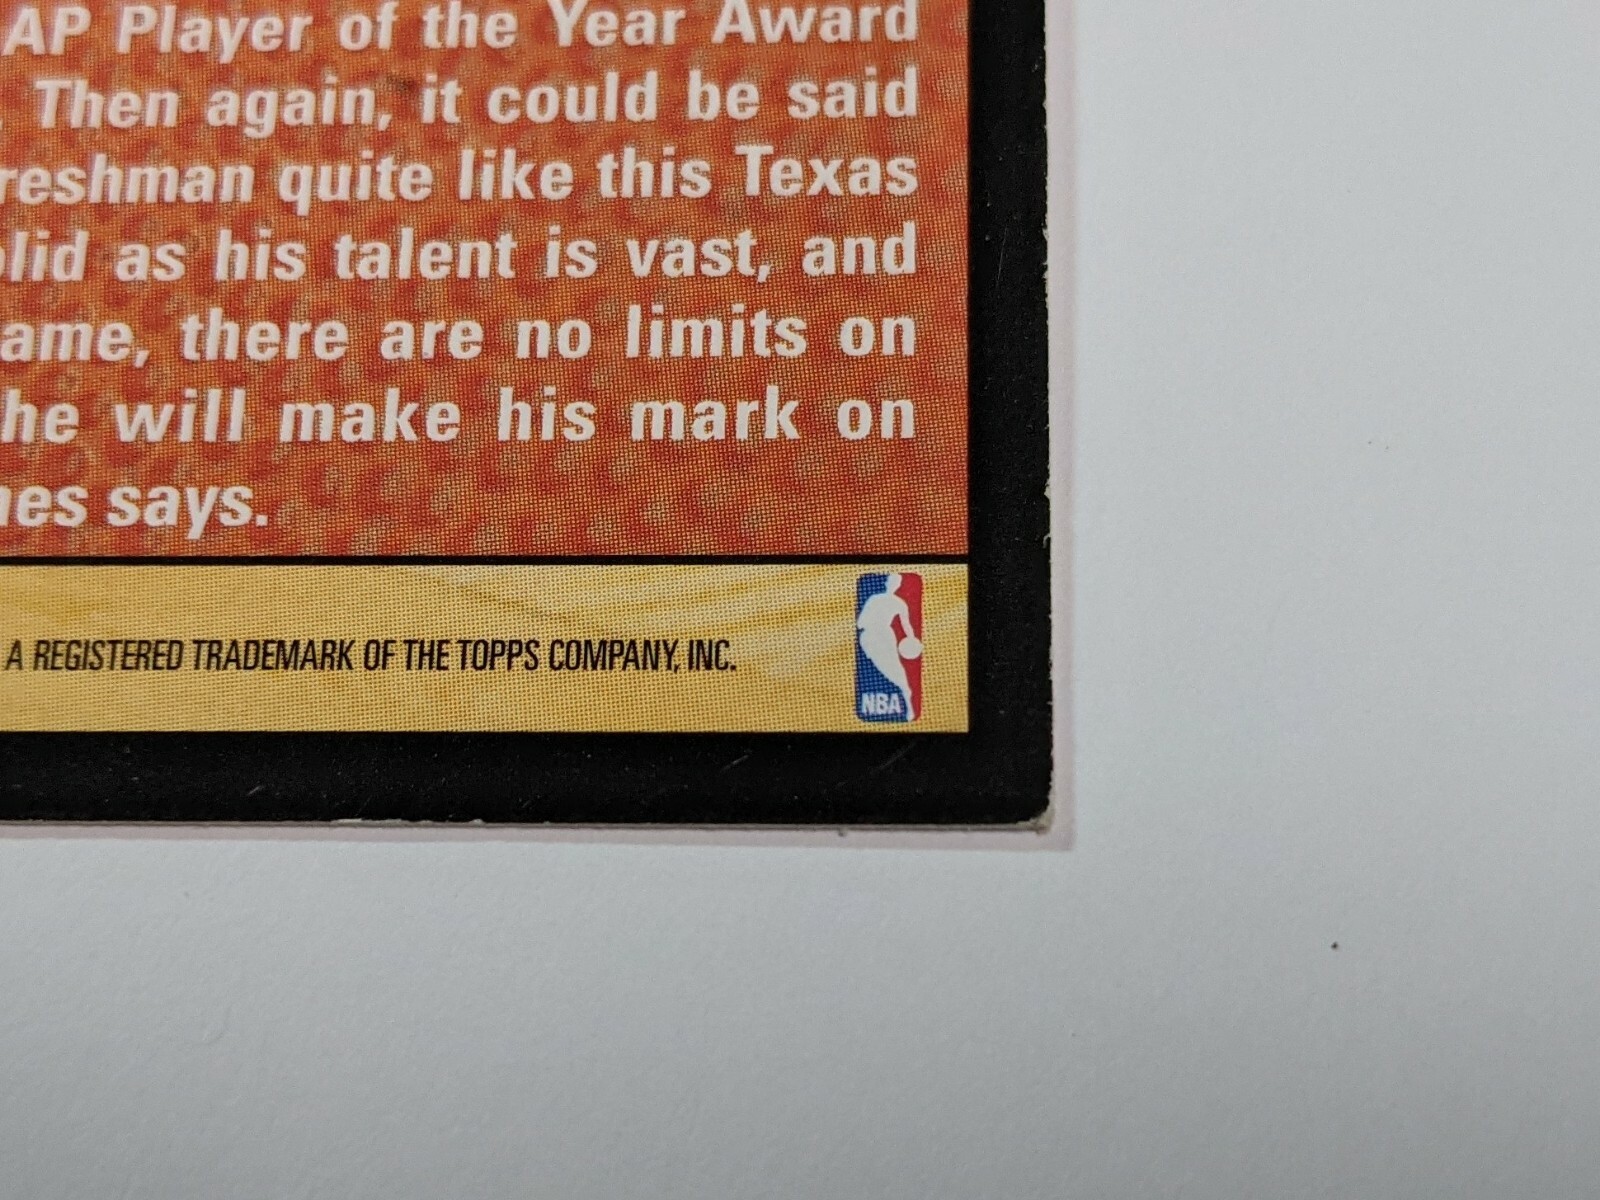 AP Player of the Year Award
Then again, it could be said
reshman quite like this Texas
olid as his talent is vast, and
ame, there are no limits on
he will make his mark on
nes says.
A REGISTERED TRADEMARK OF THE TOPPS COMPANY, INC.
NBA